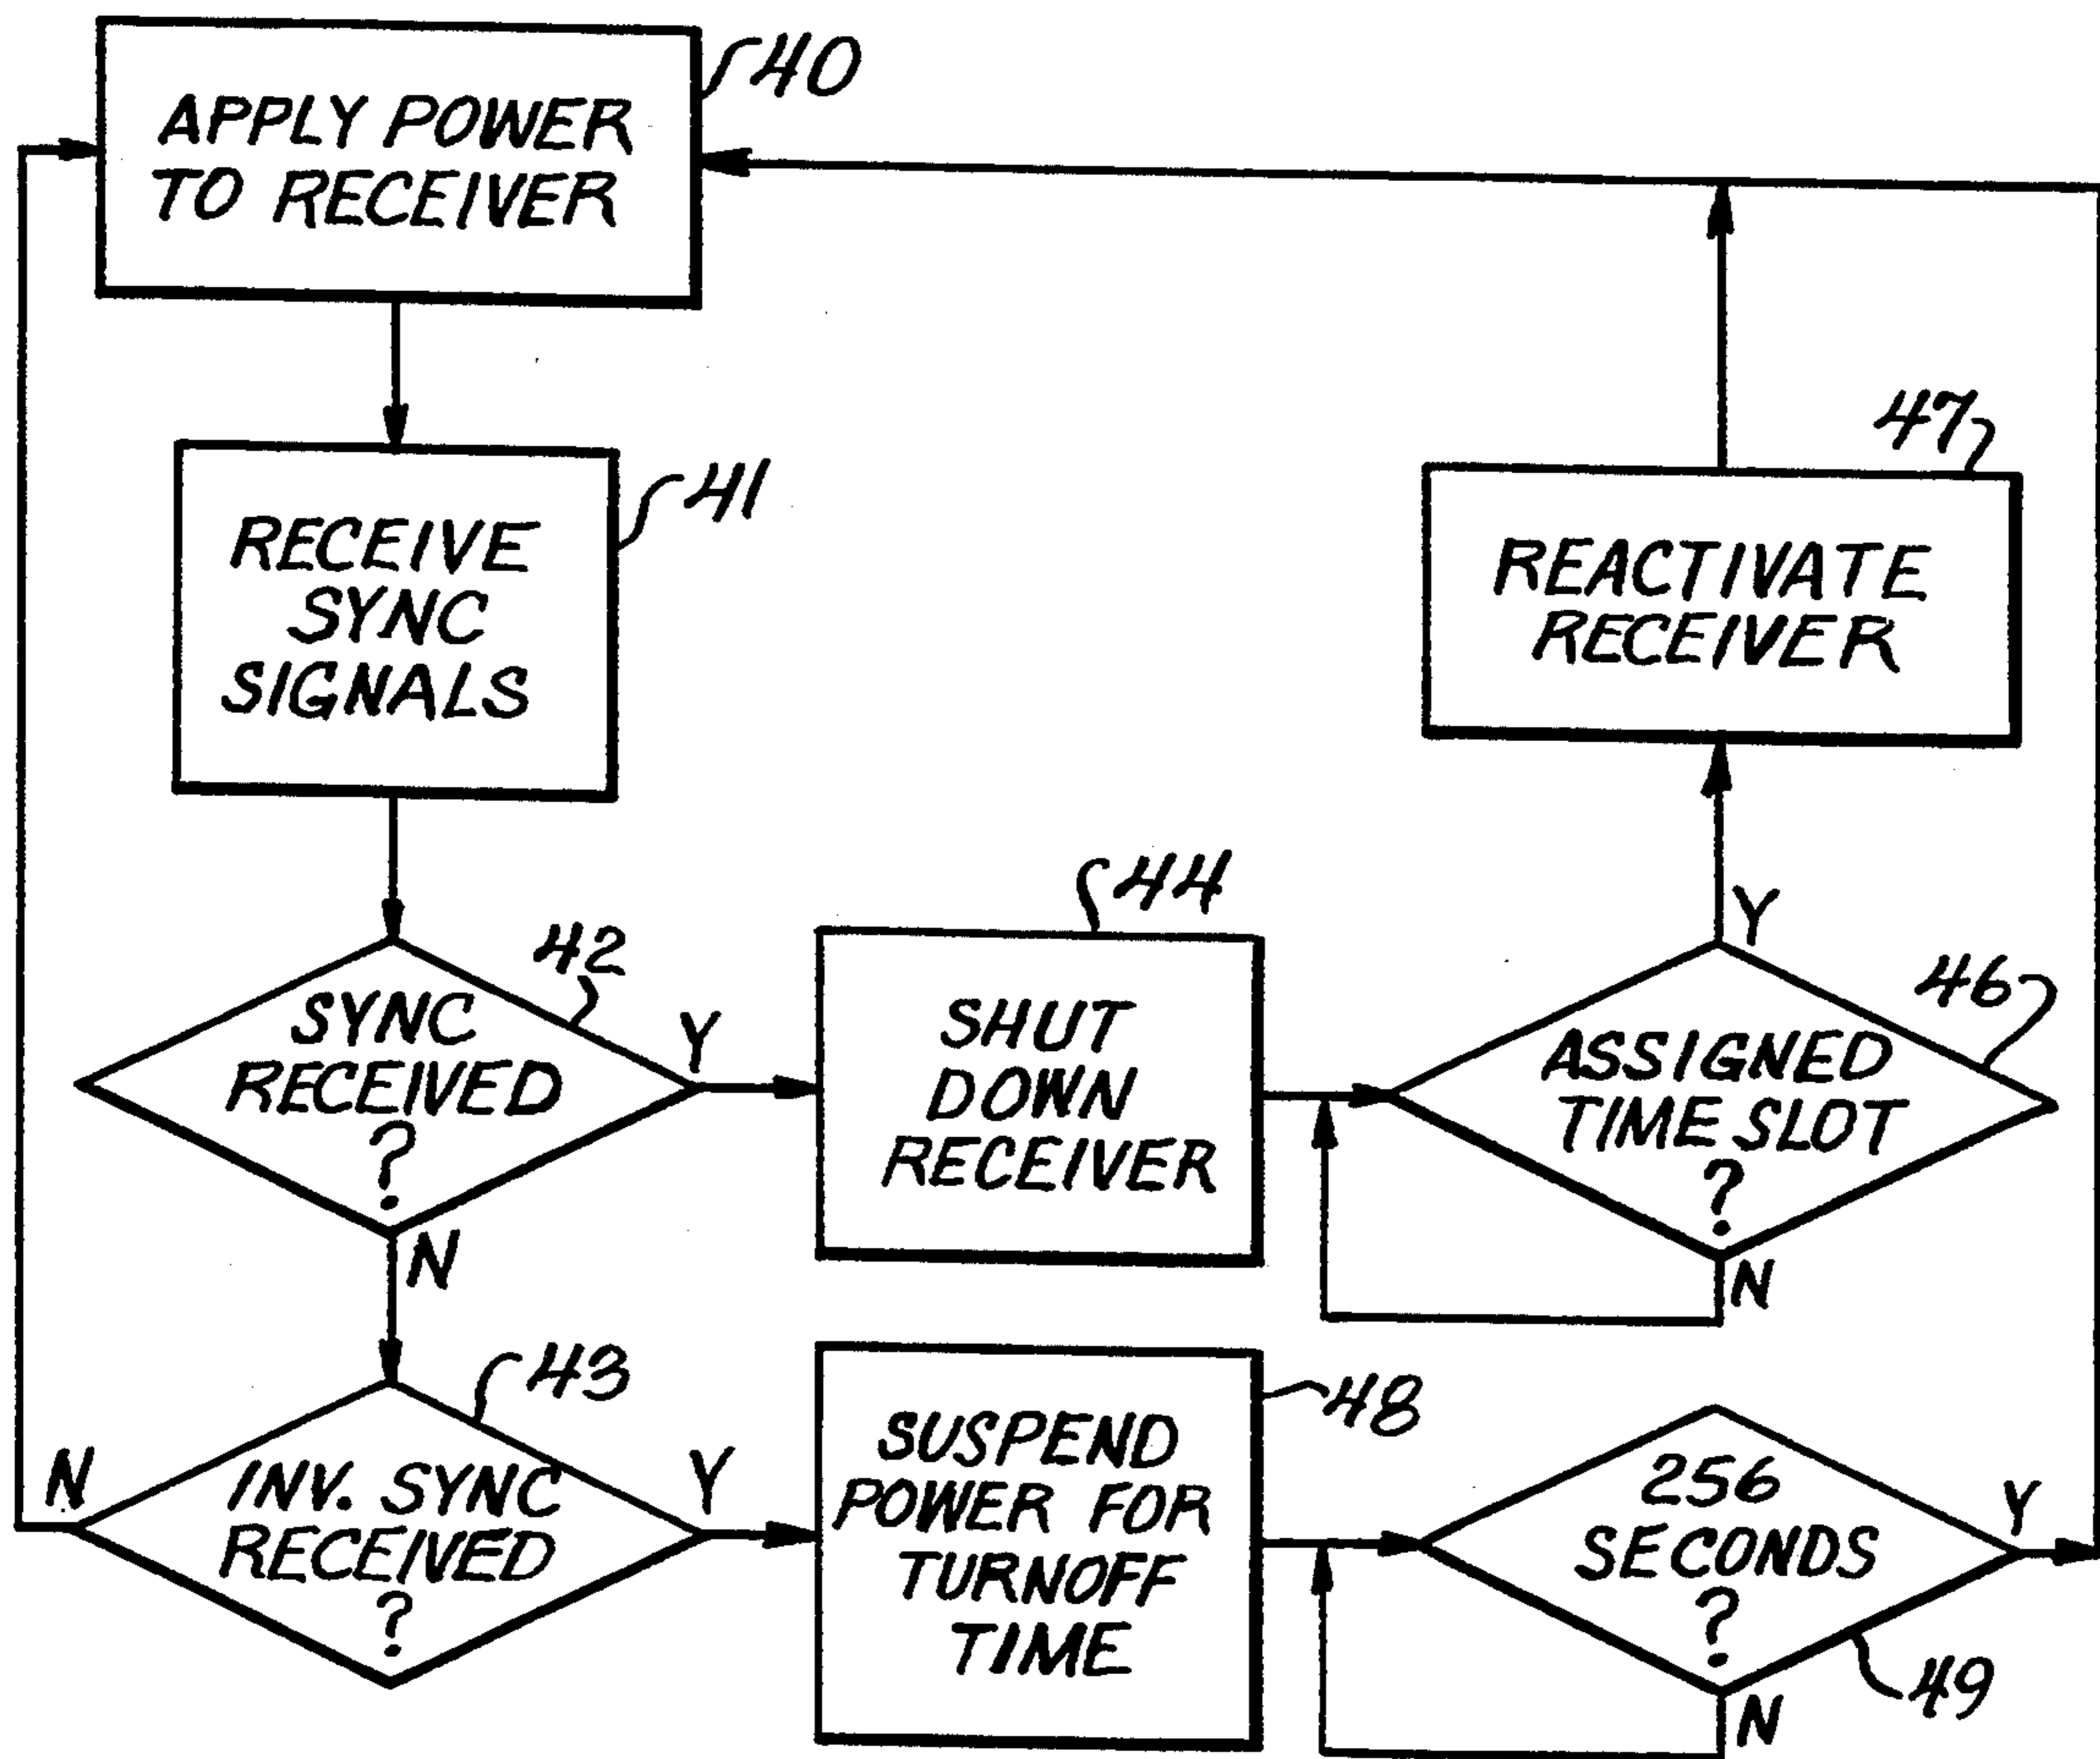 APPLY POWER
TO RECEIVER
40
RECEIVE
SYNC
SIGNALS
41
47
REACTIVATE
RECEIVER
SYNC
RECEIVED
?
42
Y
N
44
SHUT
DOWN
RECEIVER
Y
46
ASSIGNED
TIME SLOT
?
N
43
N
INV. SYNC
RECEIVED
?
Y
48
SUSPEND
POWER FOR
TURNOFF
TIME
256
SECONDS
?
Y
N
49